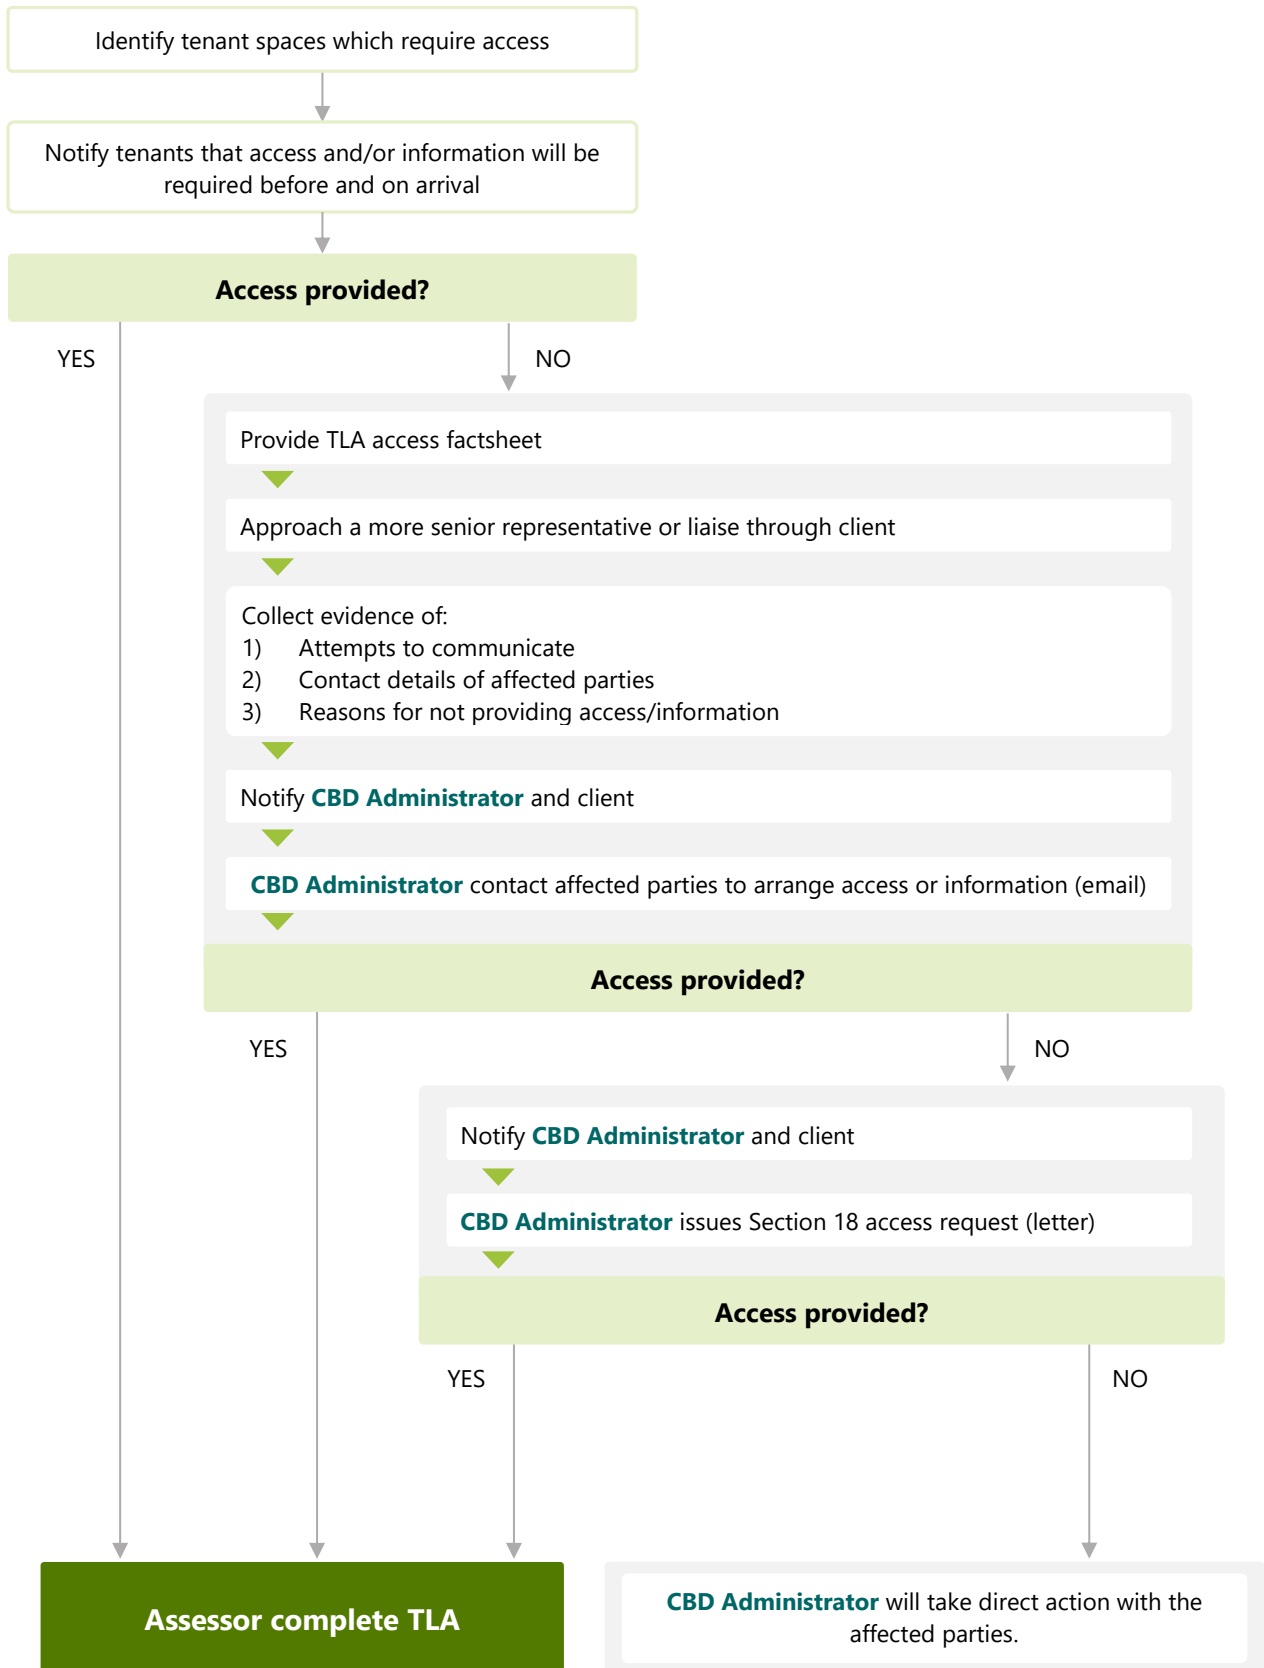 Identify tenant spaces which require access
Notify tenants that access and/or information will be
required before and on arrival
Access provided?
YES
NO
Provide TLA access factsheet
Approach a more senior representative or liaise through client
Collect evidence of:
1) Attempts to communicate
2) Contact details of affected parties
3) Reasons for not providing access/information
Notify CBD Administrator and client
CBD Administrator contact affected parties to arrange access or information (email)
Access provided?
YES
NO
Notify CBD Administrator and client
CBD Administrator issues Section 18 access request (letter)
Access provided?
YES
NO
Assessor complete TLA
CBD Administrator will take direct action with the
affected parties.